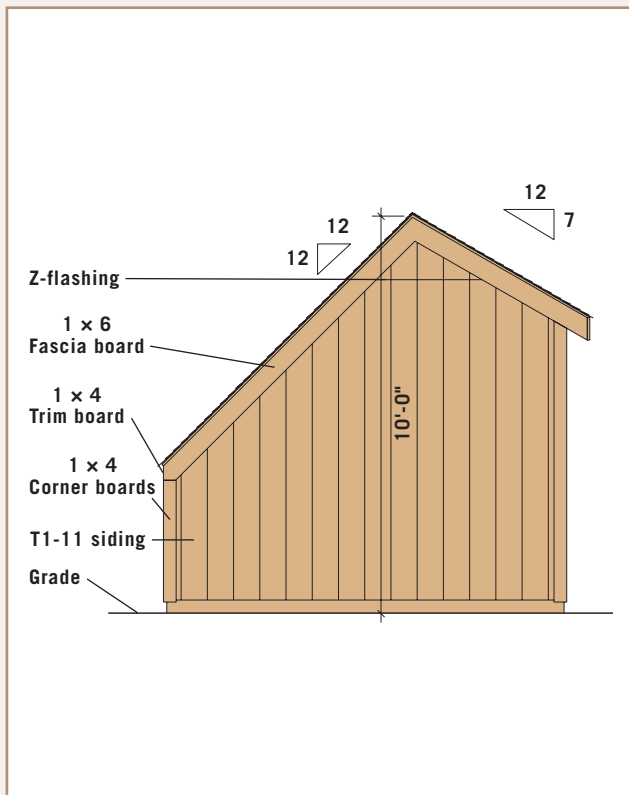 12
7
12
12
Z-flashing
1 × 6
Fascia board
1 × 4
Trim board
10'-0"
1 × 4
Corner boards
T1-11 siding
Grade